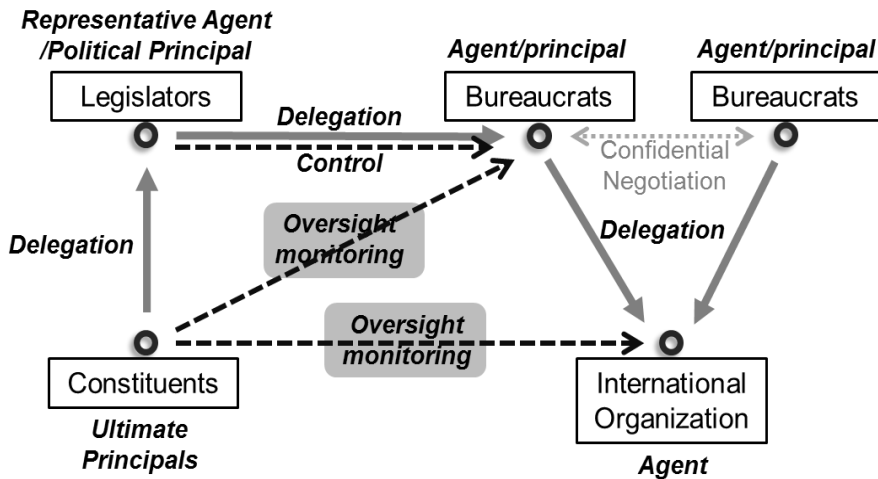 Representative Agent
/Political Principal
Legislators
Agent/principal
Bureaucrats
Agent/principal
Bureaucrats
Delegation
Control
Confidential
Negotiation
Oversight
monitoring
Delegation
Delegation
Oversight
monitoring
Constituents
Ultimate
Principals
International
Organization
Agent